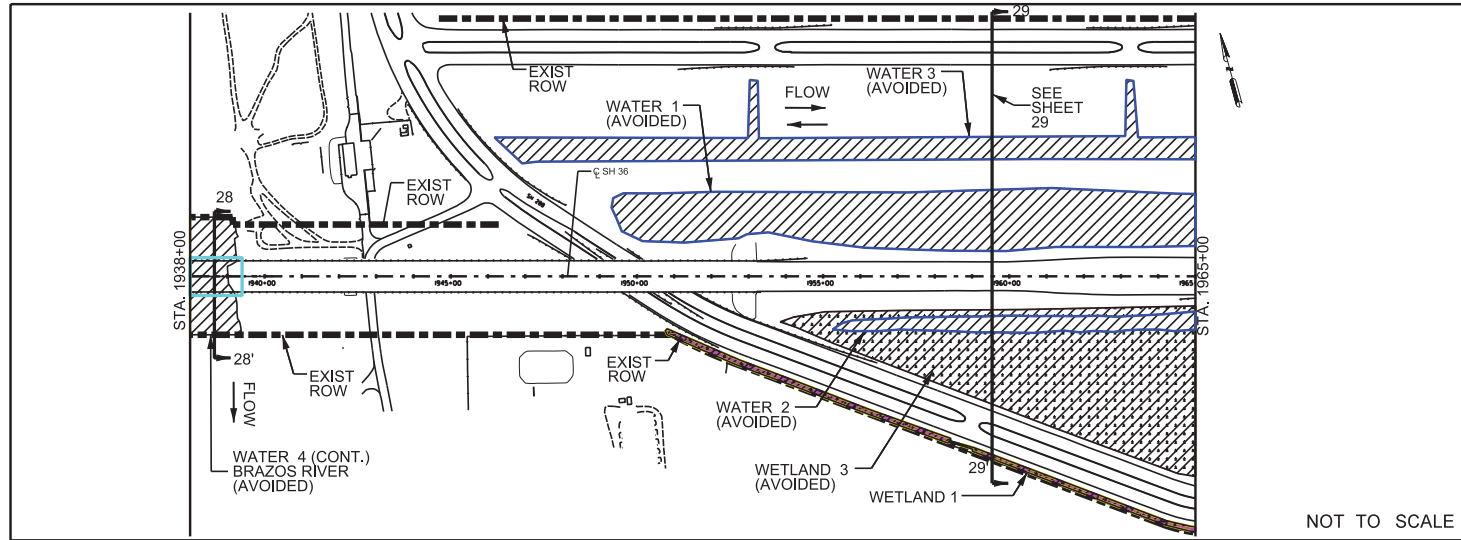 29
EXIST
ROW
WATER 3
(AVOIDED)
FLOW
SEE
SHEET
29
WATER 1
(AVOIDED)
N
℄ SH 36
EXIST
ROW
28
SH 288
STA. 1938+00
1940+00
1945+00
1950+00
1955+00
1960+00
1965
STA. 1965+00
28'
EXIST
ROW
FLOW
EXIST
ROW
WATER 2
(AVOIDED)
WATER 4 (CONT.)
BRAZOS RIVER
(AVOIDED)
WETLAND 3
(AVOIDED)
29'
WETLAND 1
NOT TO SCALE